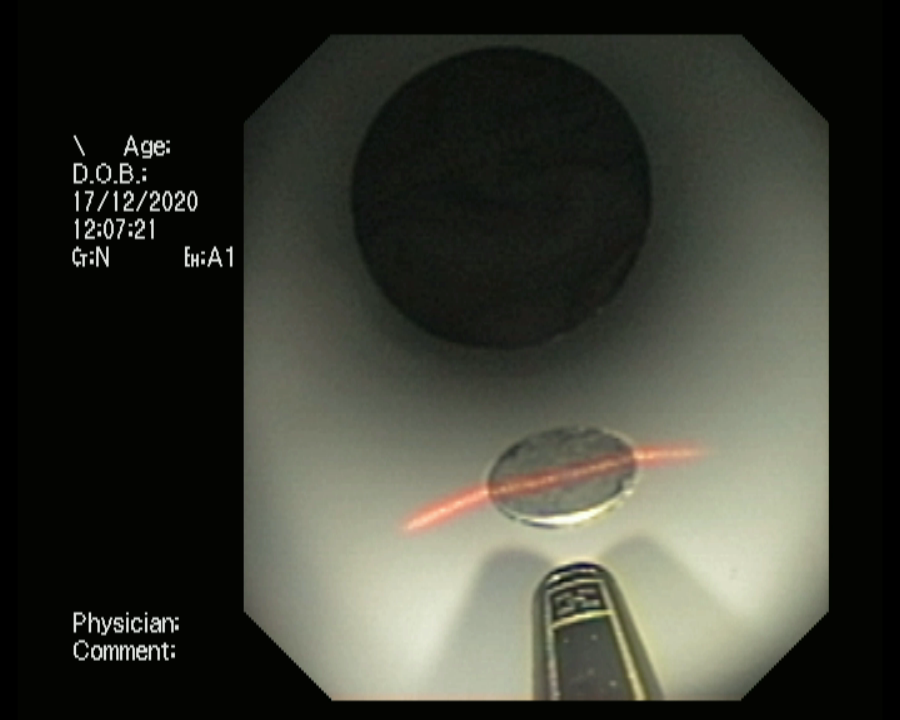 \ Age:
D.O.B.:
17/12/2020
12:07:21
Cr:N EH:A1
Physician:
Comment: